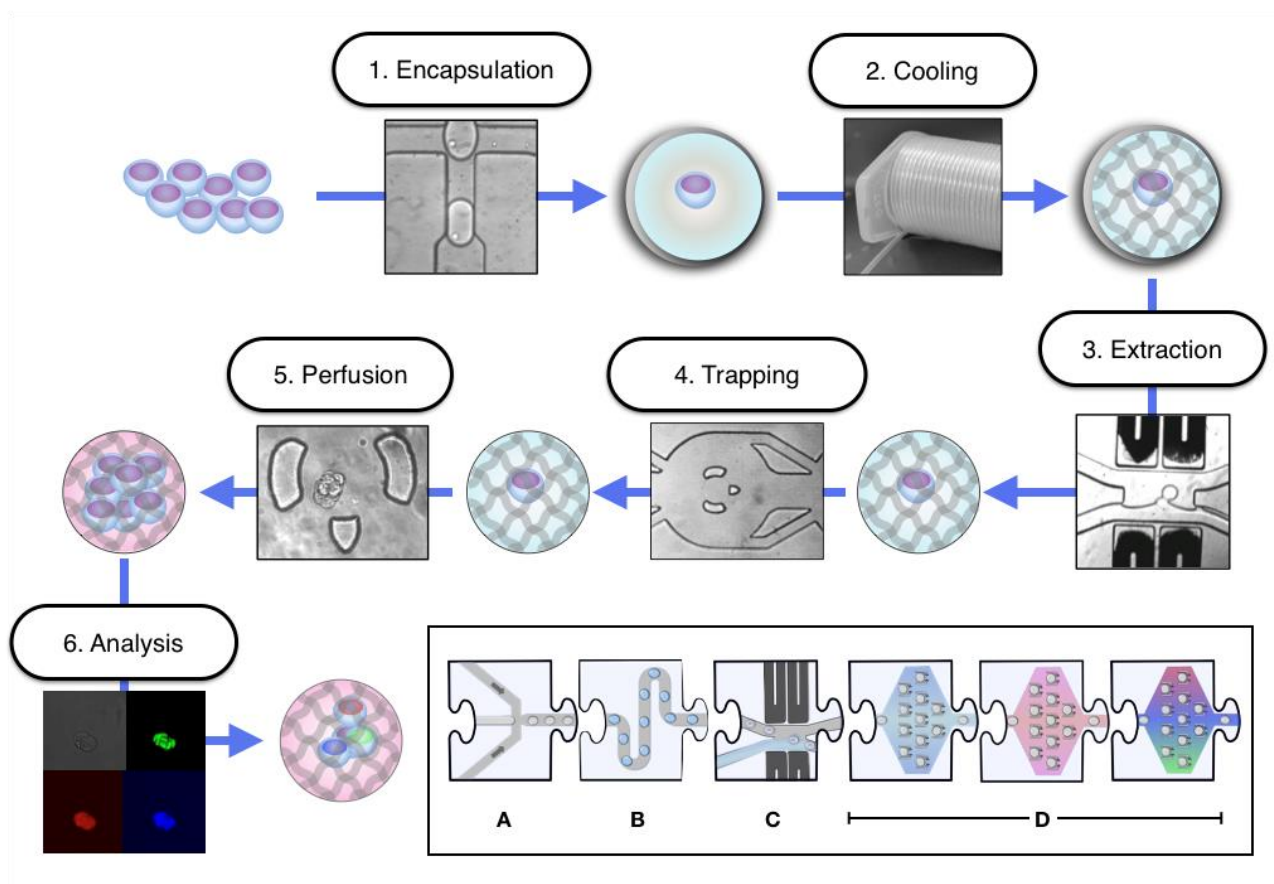 1. Encapsulation
2. Cooling
3. Extraction
4. Trapping
5. Perfusion
6. Analysis
A
B
C
D